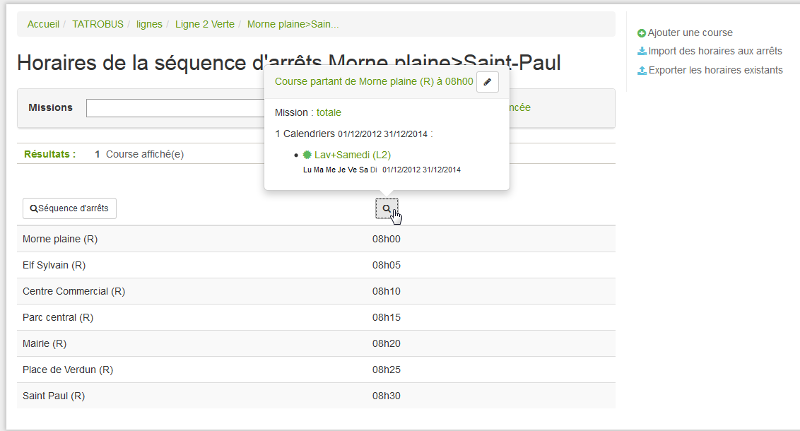 Accueil / TATROBUS / lignes / Ligne 2 Verte / Morne plaine>Sain...
Ajouter une course
Import des horaires aux arrêts
Exporter les horaires existants
Horaires de la séquence d'arrêts Morne plaine>Saint-Paul
Course partant de Morne plaine (R) à 08h00
Missions
ncée
Mission : totale
1 Calendriers 01/12/2012 31/12/2014 :
Lav+Samedi (L2)
Lu Ma Me Je Ve Sa Di 01/12/2012 31/12/2014
Résultats : 1 Course affiché(e)
Séquence d'arrêts
Morne plaine (R) 08h00
Elf Sylvain (R) 08h05
Centre Commercial (R) 08h10
Parc central (R) 08h15
Mairie (R) 08h20
Place de Verdun (R) 08h25
Saint Paul (R) 08h30